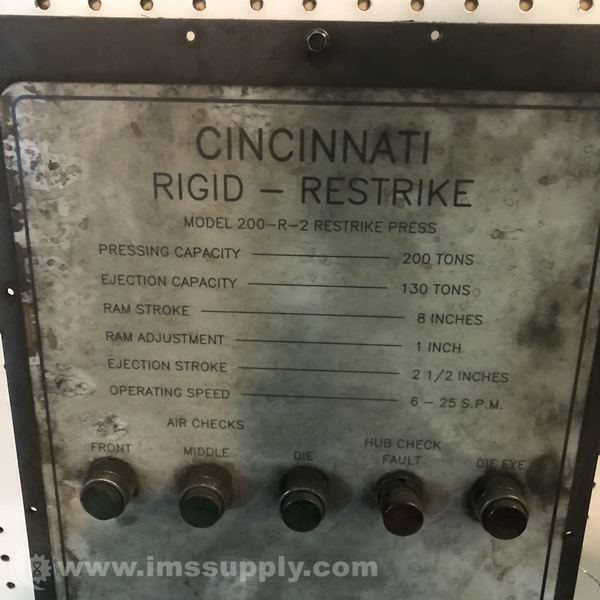 CINCINNATI
RIGID – RESTRIKE
MODEL 200-R-2 RESTRIKE PRESS
PRESSING CAPACITY 200 TONS
EJECTION CAPACITY 130 TONS
RAM STROKE 8 INCHES
RAM ADJUSTMENT 1 INCH
EJECTION STROKE 2 1/2 INCHES
OPERATING SPEED 6 – 25 S.P.M.
AIR CHECKS
FRONT MIDDLE DIE HUB CHECK FAULT DIE EYE
www.imssupply.com